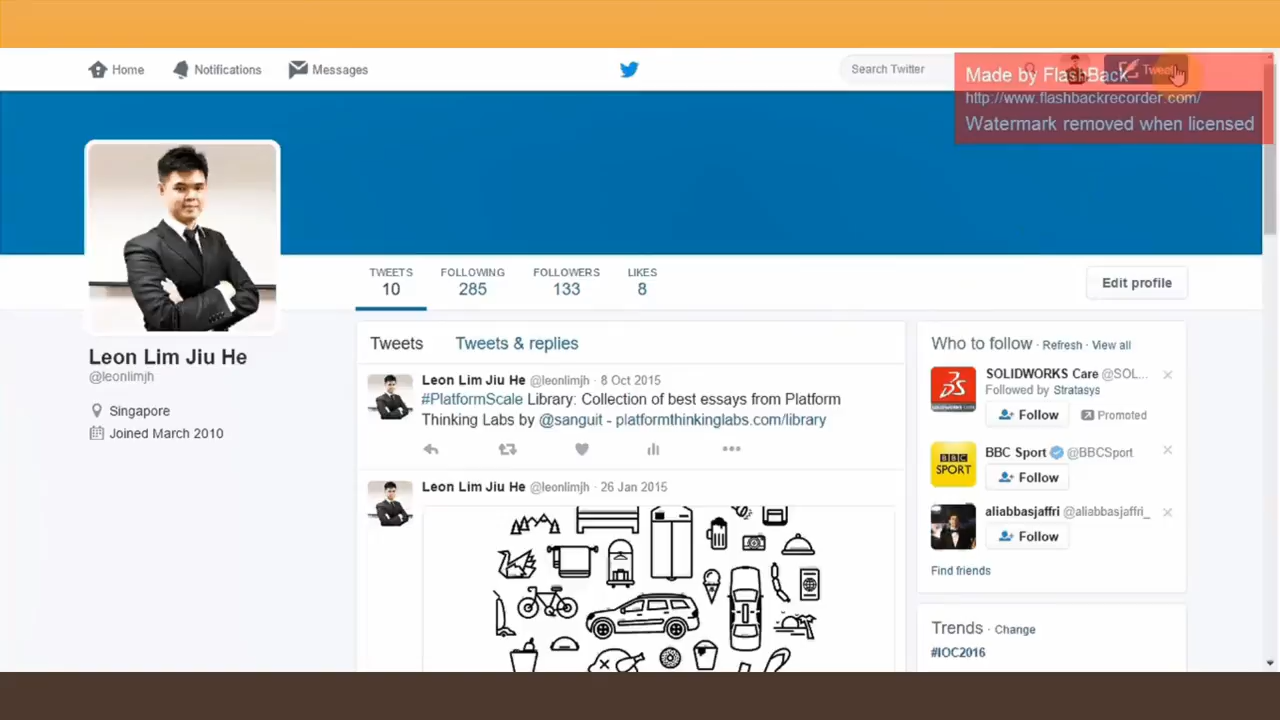 Home
Notifications
Messages
Search Twitter
Tweet
Made by FlashBack
http://www.flashbackrecorder.com/
Watermark removed when licensed
TWEETS
10
FOLLOWING
285
FOLLOWERS
133
LIKES
8
Edit profile
Leon Lim Jiu He
@leonlimjh
Singapore
Joined March 2010
Tweets
Tweets & replies
Leon Lim Jiu He @leonlimjh · 8 Oct 2015
#PlatformScale Library: Collection of best essays from Platform
Thinking Labs by @sanguit - platformthinkinglabs.com/library
Leon Lim Jiu He @leonlimjh · 26 Jan 2015
Who to follow · Refresh · View all
SOLIDWORKS Care @SOL...
Followed by Stratasys
Follow
Promoted
SOLIDWORKS
BBC Sport @BBCSport
Follow
BBC
SPORT
aliabbasjaffri @aliabbasjaffri_
Follow
Find friends
Trends · Change
#IOC2016